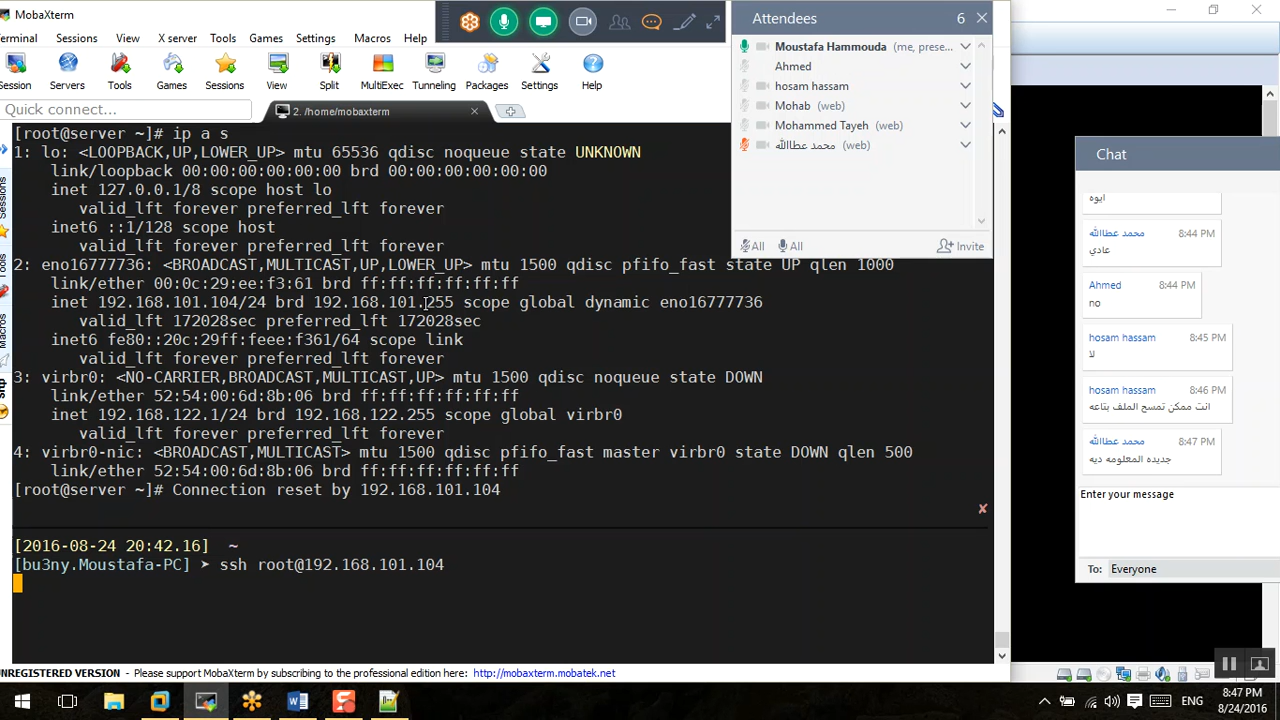 MobaXterm
Terminal Sessions View X server Tools Games Settings Macros Help
Session Servers Tools Games Sessions View Split MultiExec Tunneling Packages Settings Help
Quick connect...
2. /home/mobaxterm
[root@server ~]# ip a s
1: lo: <LOOPBACK,UP,LOWER_UP> mtu 65536 qdisc noqueue state UNKNOWN
link/loopback 00:00:00:00:00:00 brd 00:00:00:00:00:00
inet 127.0.0.1/8 scope host lo
valid_lft forever preferred_lft forever
inet6 ::1/128 scope host
valid_lft forever preferred_lft forever
2: eno16777736: <BROADCAST,MULTICAST,UP,LOWER_UP> mtu 1500 qdisc pfifo_fast state UP qlen 1000
link/ether 00:0c:29:ee:f3:61 brd ff:ff:ff:ff:ff:ff
inet 192.168.101.104/24 brd 192.168.101.255 scope global dynamic eno16777736
valid_lft 172028sec preferred_lft 172028sec
inet6 fe80::20c:29ff:feee:f361/64 scope link
valid_lft forever preferred_lft forever
3: virbr0: <NO-CARRIER,BROADCAST,MULTICAST,UP> mtu 1500 qdisc noqueue state DOWN
link/ether 52:54:00:6d:8b:06 brd ff:ff:ff:ff:ff:ff
inet 192.168.122.1/24 brd 192.168.122.255 scope global virbr0
valid_lft forever preferred_lft forever
4: virbr0-nic: <BROADCAST,MULTICAST> mtu 1500 qdisc pfifo_fast master virbr0 state DOWN qlen 500
link/ether 52:54:00:6d:8b:06 brd ff:ff:ff:ff:ff:ff
[root@server ~]# Connection reset by 192.168.101.104
[2016-08-24 20:42.16] ~
[bu3ny.Moustafa-PC] ➤ ssh root@192.168.101.104
UNREGISTERED VERSION - Please support MobaXterm by subscribing to the professional edition here: http://mobaxterm.mobatek.net
Sessions
Tools
Macros
Sftp
Attendees 6
Moustafa Hammouda (me, prese...
Ahmed
hosam hassam
Mohab (web)
Mohammed Tayeh (web)
محمد عطاالله (web)
All All Invite
Chat
ايوه
محمد عطاالله 8:44 PM
عادي
Ahmed 8:44 PM
no
hosam hassam 8:45 PM
لا
hosam hassam 8:46 PM
انت ممكن تمسح الملف بتاعه
محمد عطاالله 8:47 PM
جديده المعلومه ديه
Enter your message
To: Everyone
ENG
8:47 PM
8/24/2016